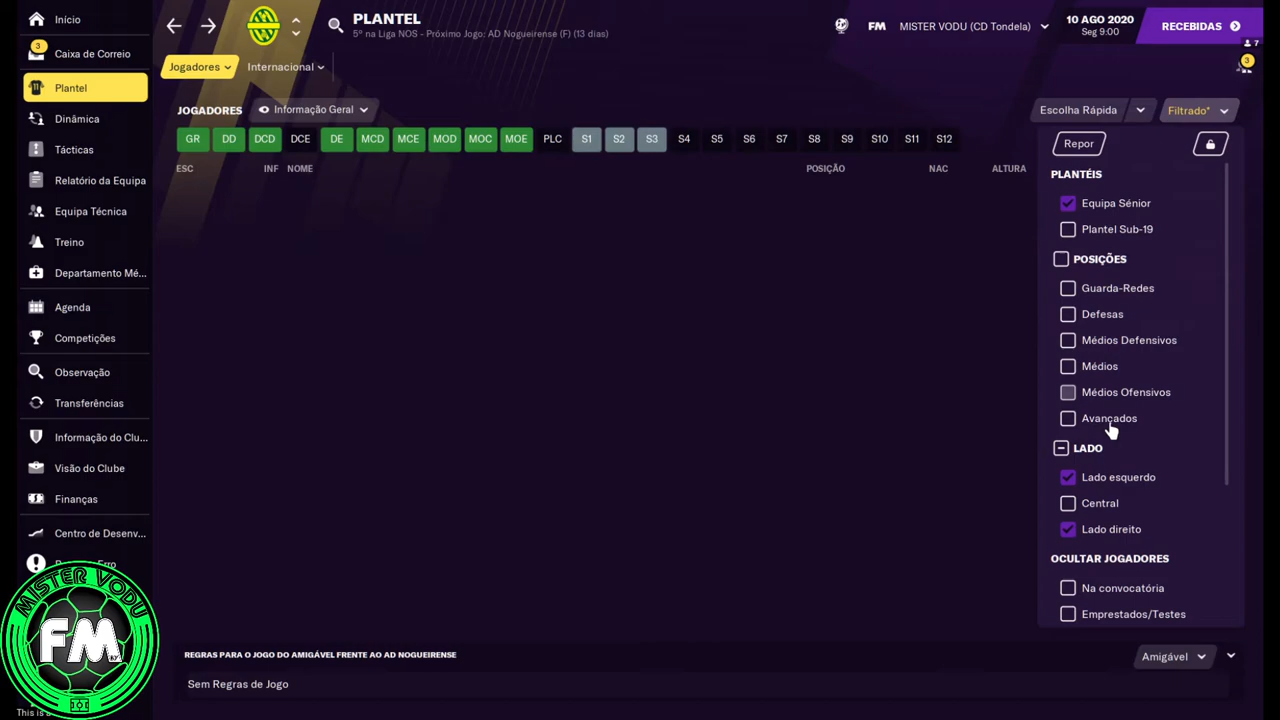 Início
3
Caixa de Correio
Plantel
Dinâmica
Tácticas
Relatório da Equipa
Equipa Técnica
Treino
Departamento Mé...
Agenda
Competições
Observação
Transferências
Informação do Clu...
Visão do Clube
Finanças
Centro de Desenv...
MISTER VODU
FM
This is a
PLANTEL
5º na Liga NOS - Próximo Jogo: AD Nogueirense (F) (13 dias)
FM
MISTER VODU (CD Tondela)
10 AGO 2020
Seg 9:00
RECEBIDAS
7
3
Jogadores
Internacional
JOGADORES
Informação Geral
Escolha Rápida
Filtrado*
GR DD DCD DCE DE MCD MCE MOD MOC MOE PLC S1 S2 S3 S4 S5 S6 S7 S8 S9 S10 S11 S12
ESC INF NOME POSIÇÃO NAC ALTURA
Repor
PLANTÉIS
Equipa Sénior
Plantel Sub-19
POSIÇÕES
Guarda-Redes
Defesas
Médios Defensivos
Médios
Médios Ofensivos
Avançados
LADO
Lado esquerdo
Central
Lado direito
OCULTAR JOGADORES
Na convocatória
Emprestados/Testes
REGRAS PARA O JOGO DO AMIGÁVEL FRENTE AO AD NOGUEIRENSE
Amigável
Sem Regras de Jogo